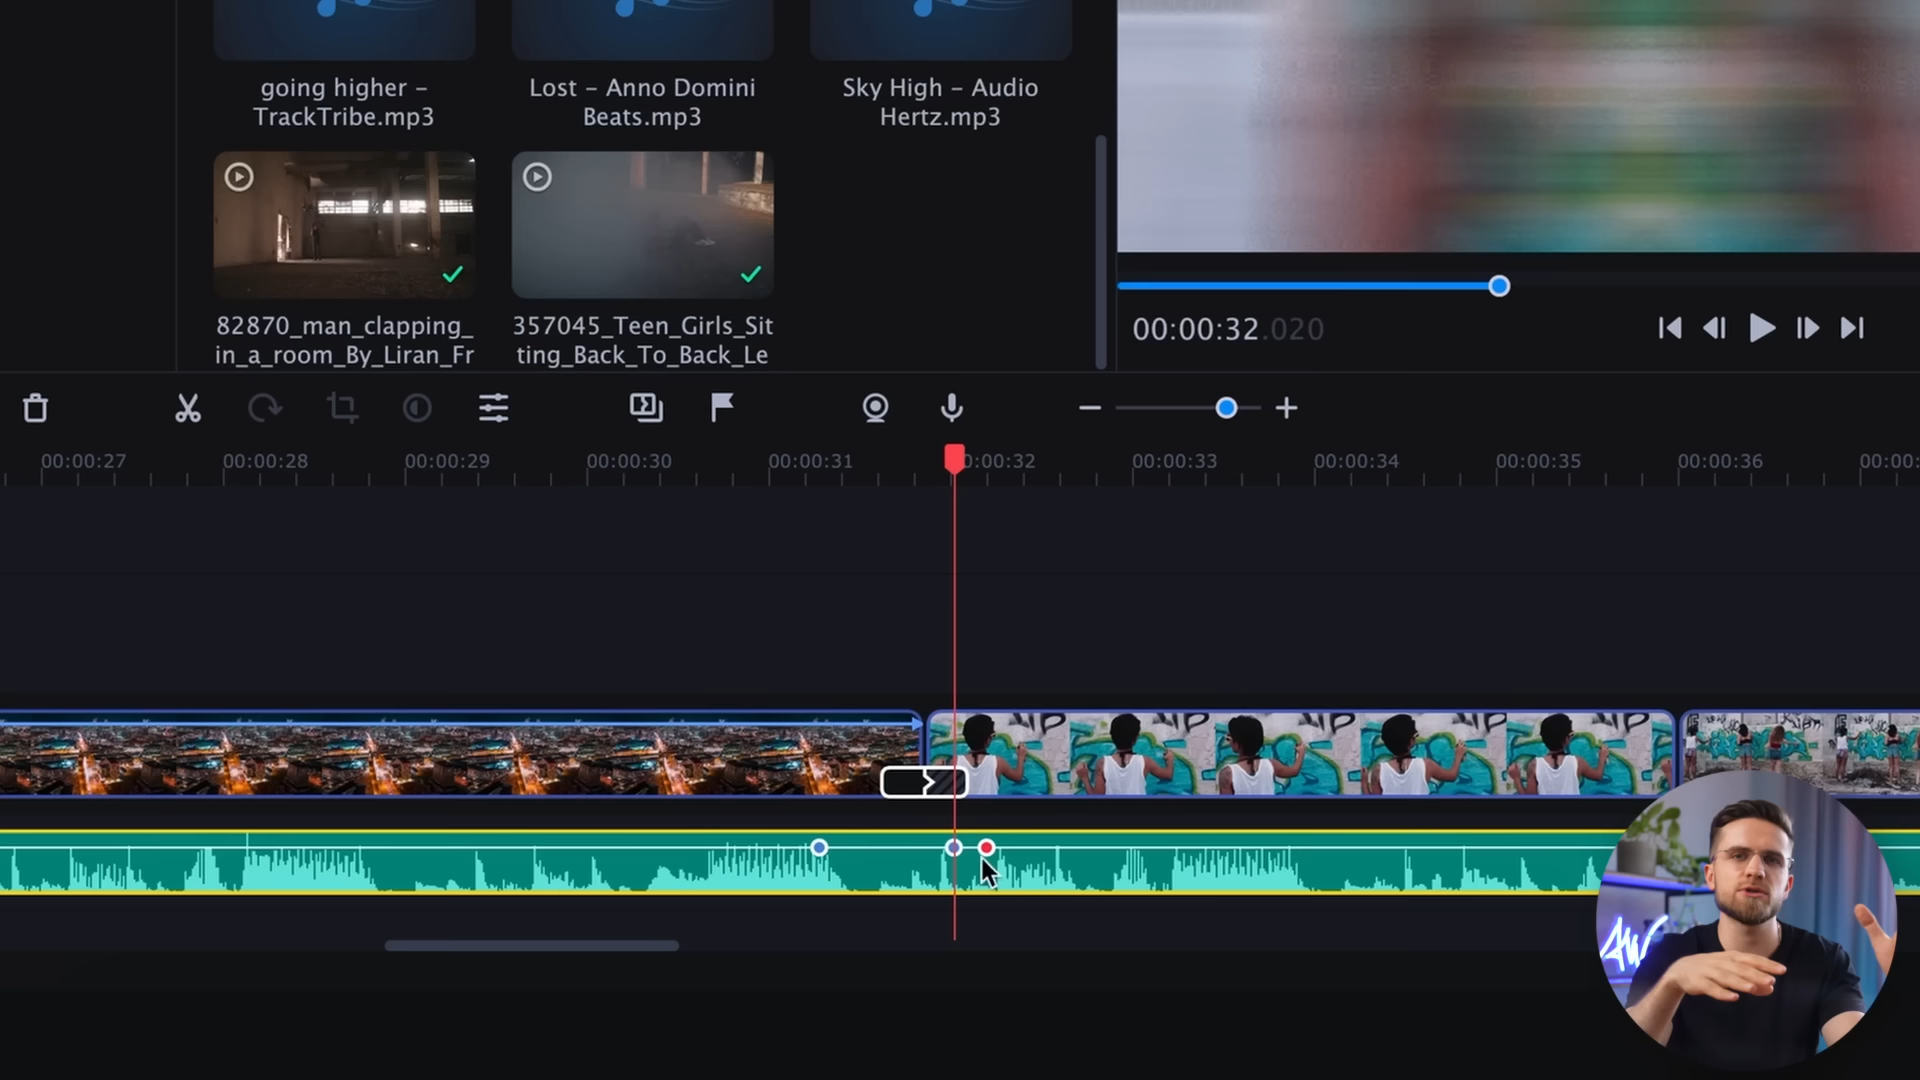 going higher –
TrackTribe.mp3
Lost – Anno Domini
Beats.mp3
Sky High – Audio
Hertz.mp3
82870_man_clapping_
in_a_room_By_Liran_Fr
357045_Teen_Girls_Sit
ting_Back_To_Back_Le
00:00:32.020
00:00:27
00:00:28
00:00:29
00:00:30
00:00:31
0:00:32
00:00:33
00:00:34
00:00:35
00:00:36
00:00:
AW